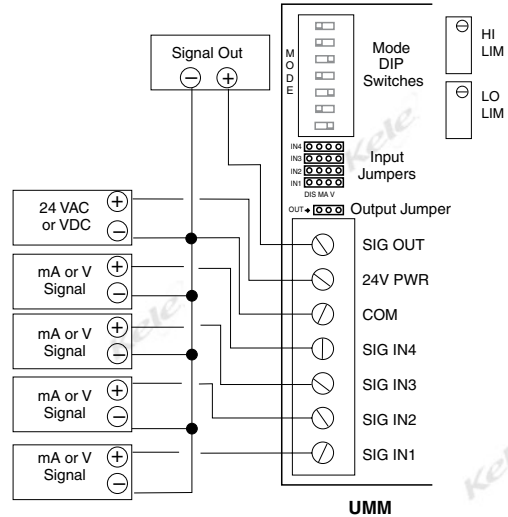 Signal Out
− +
MODE
Mode
DIP
Switches
HI
LIM
LO
LIM
IN4
IN3
IN2
IN1
DIS MA V
Input
Jumpers
OUT
Output Jumper
24 VAC
or VDC
+
−
mA or V
Signal
+
−
mA or V
Signal
+
−
mA or V
Signal
+
−
mA or V
Signal
+
−
SIG OUT
24V PWR
COM
SIG IN4
SIG IN3
SIG IN2
SIG IN1
UMM
Kele
Kele
Kele